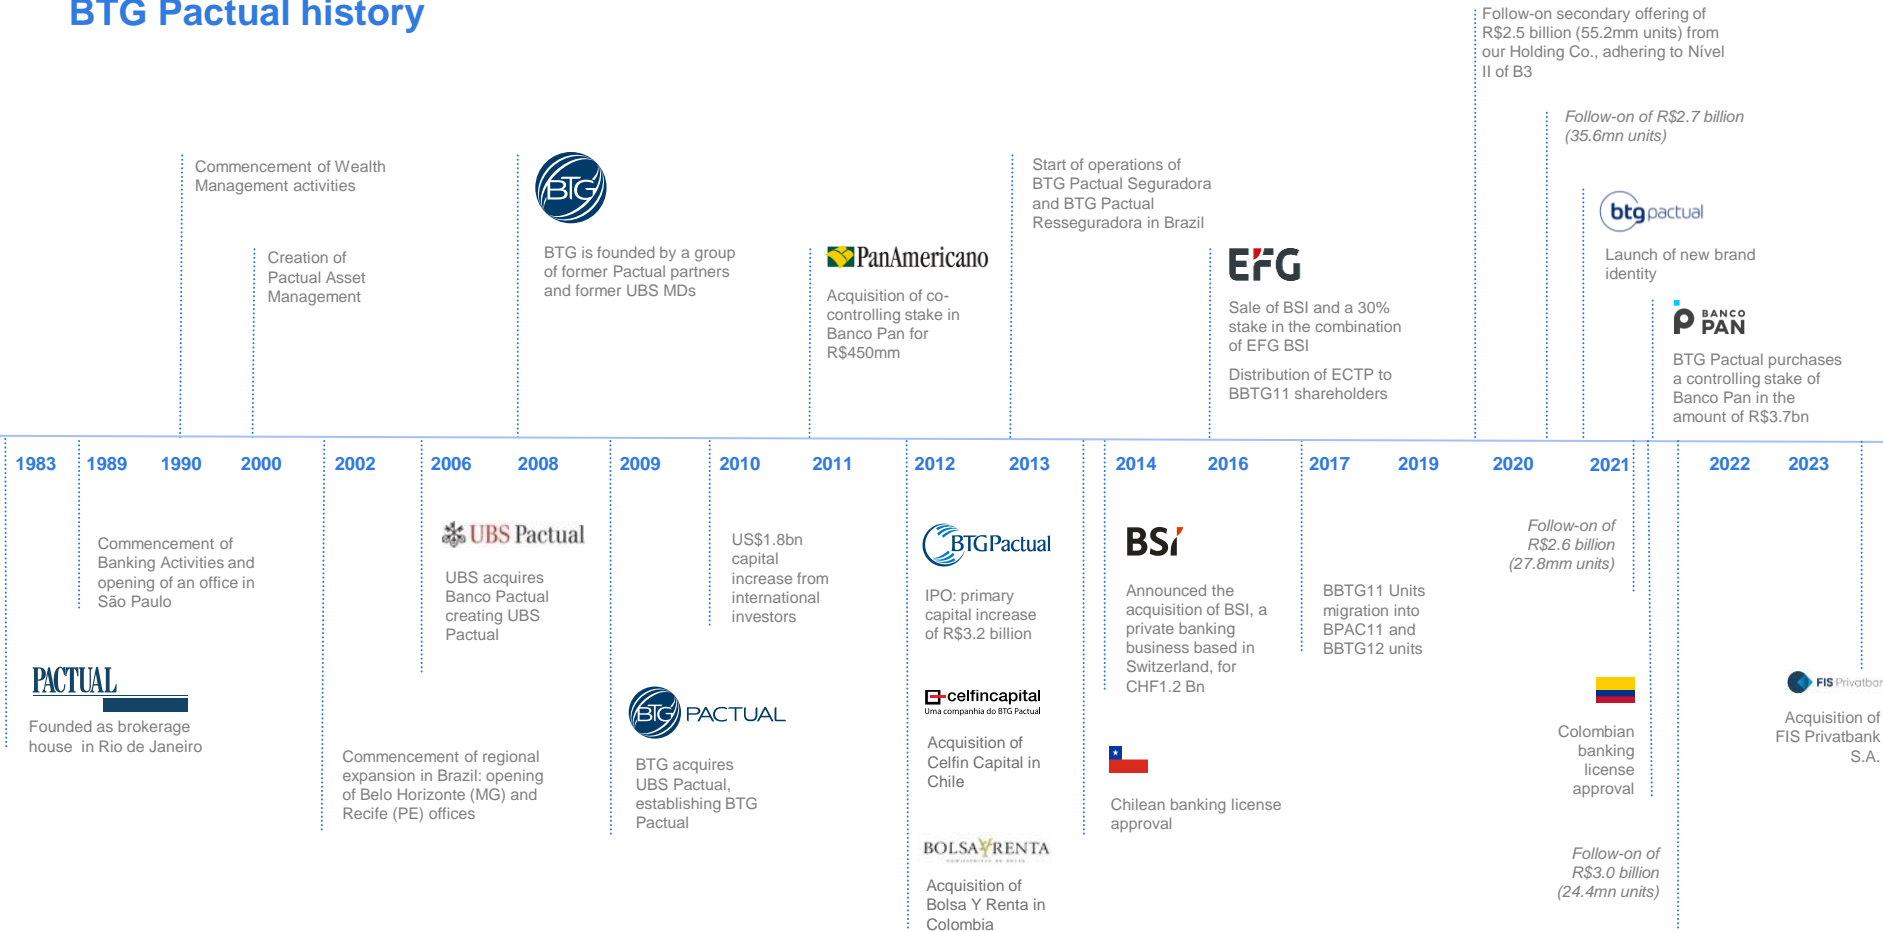 BTG Pactual history
Follow-on secondary offering of
R$2.5 billion (55.2mm units) from
our Holding Co., adhering to Nível
II of B3
Follow-on of R$2.7 billion
(35.6mn units)
Commencement of Wealth
Management activities
BTG
Start of operations of
BTG Pactual Seguradora
and BTG Pactual
Resseguradora in Brazil
btgpactual
Creation of
Pactual Asset
Management
BTG is founded by a group
of former Pactual partners
and former UBS MDs
PanAmericano
Acquisition of co-
controlling stake in
Banco Pan for
R$450mm
EFG
Sale of BSI and a 30%
stake in the combination
of EFG BSI
Distribution of ECTP to
BBTG11 shareholders
Launch of new brand
identity
BANCO
PAN
BTG Pactual purchases
a controlling stake of
Banco Pan in the
amount of R$3.7bn
1983 1989 1990 2000 2002 2006 2008 2009 2010 2011 2012 2013 2014 2016 2017 2019 2020 2021 2022 2023
Commencement of
Banking Activities and
opening of an office in
São Paulo
PACTUAL
Founded as brokerage
house in Rio de Janeiro
Commencement of regional
expansion in Brazil: opening
of Belo Horizonte (MG) and
Recife (PE) offices
UBS Pactual
UBS acquires
Banco Pactual
creating UBS
Pactual
BTG PACTUAL
BTG acquires
UBS Pactual,
establishing BTG
Pactual
US$1.8bn
capital
increase from
international
investors
BTGPactual
IPO: primary
capital increase
of R$3.2 billion
celfincapital
Uma companhia do BTG Pactual
Acquisition of
Celfin Capital in
Chile
BOLSA Y RENTA
Acquisition of
Bolsa Y Renta in
Colombia
BSI
Announced the
acquisition of BSI, a
private banking
business based in
Switzerland, for
CHF1.2 Bn
Chilean banking license
approval
BBTG11 Units
migration into
BPAC11 and
BBTG12 units
Follow-on of
R$2.6 billion
(27.8mm units)
Colombian
banking
license
approval
Follow-on of
R$3.0 billion
(24.4mn units)
FIS Privatbar
Acquisition of
FIS Privatbank
S.A.